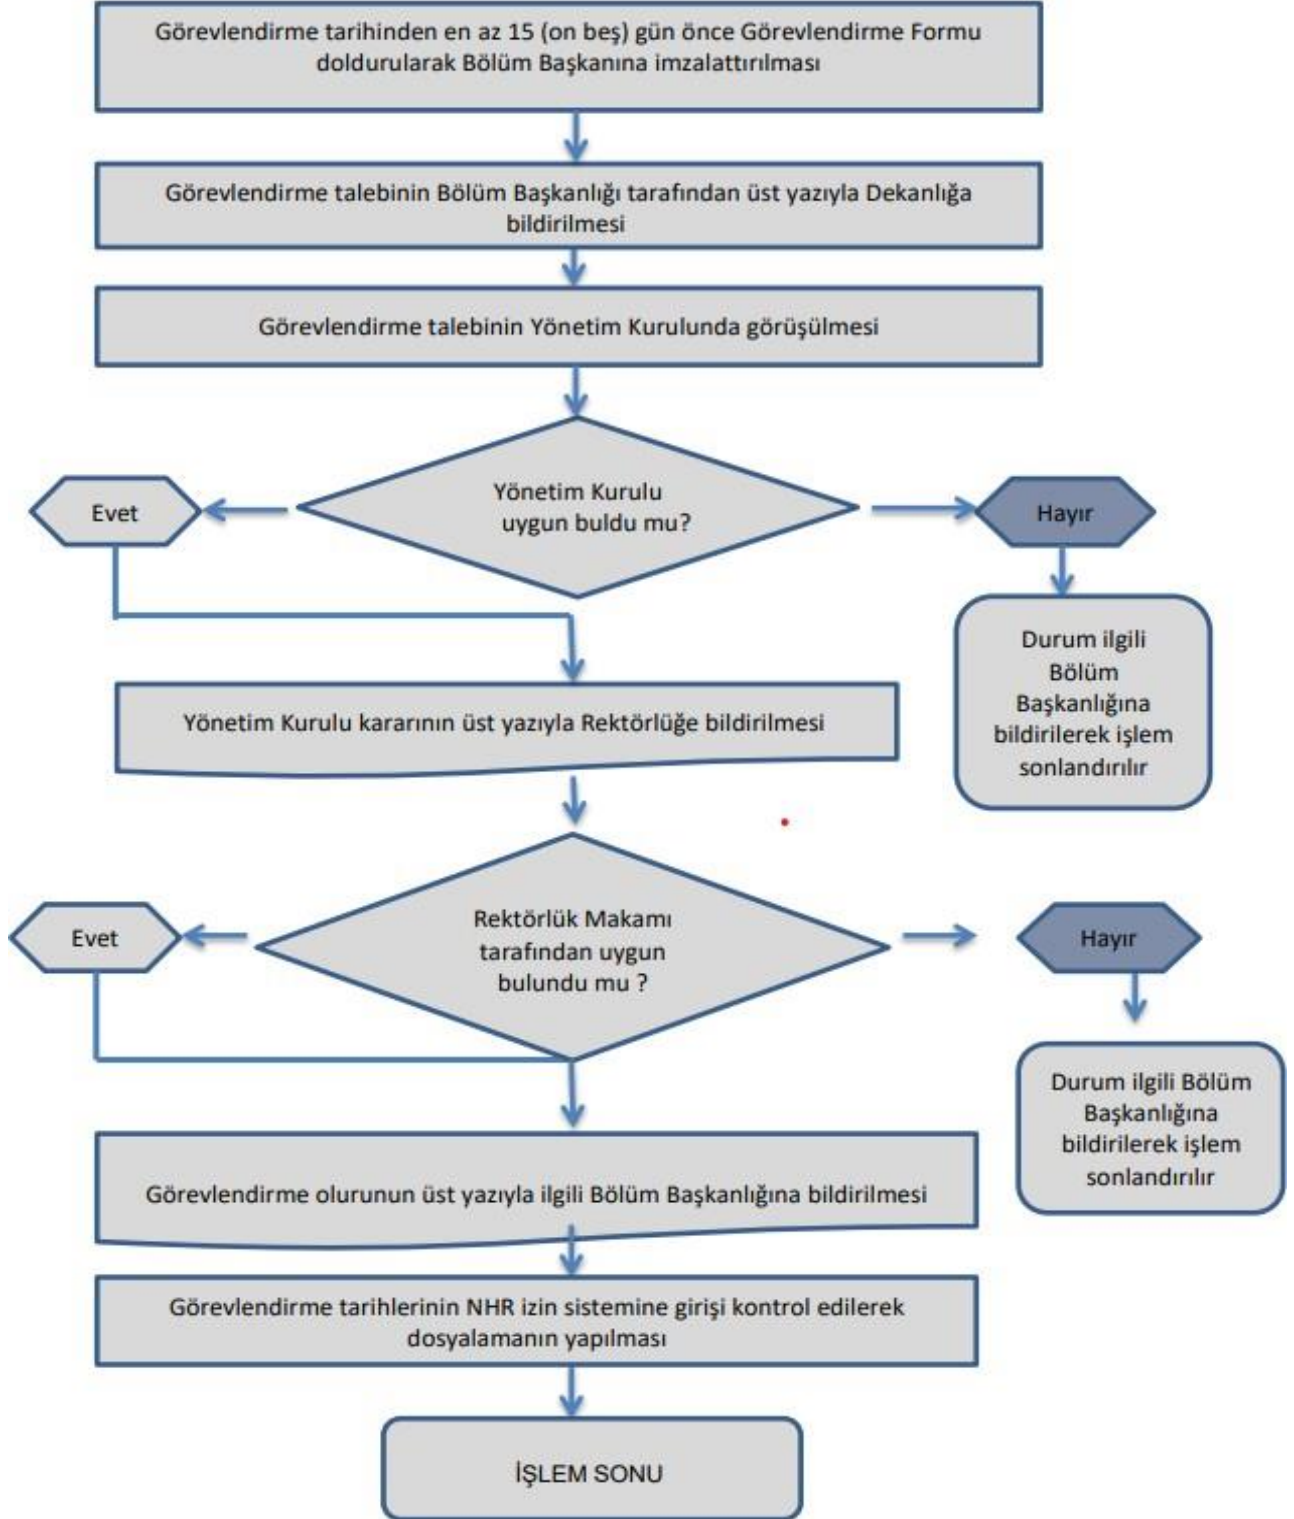 Görevlendirme tarihinden en az 15 (on beş) gün önce Görevlendirme Formu
doldurularak Bölüm Başkanına imzalattırılması
Görevlendirme talebinin Bölüm Başkanlığı tarafından üst yazıyla Dekanlığa
bildirilmesi
Görevlendirme talebinin Yönetim Kurulunda görüşülmesi
Yönetim Kurulu
uygun buldu mu?
Evet
Hayır
Durum ilgili
Bölüm
Başkanlığına
bildirilerek işlem
sonlandırılır
Yönetim Kurulu kararının üst yazıyla Rektörlüğe bildirilmesi
Rektörlük Makamı
tarafından uygun
bulundu mu ?
Evet
Hayır
Durum ilgili Bölüm
Başkanlığına
bildirilerek işlem
sonlandırılır
Görevlendirme olurunun üst yazıyla ilgili Bölüm Başkanlığına bildirilmesi
Görevlendirme tarihlerinin NHR izin sistemine girişi kontrol edilerek
dosyalamanın yapılması
İŞLEM SONU